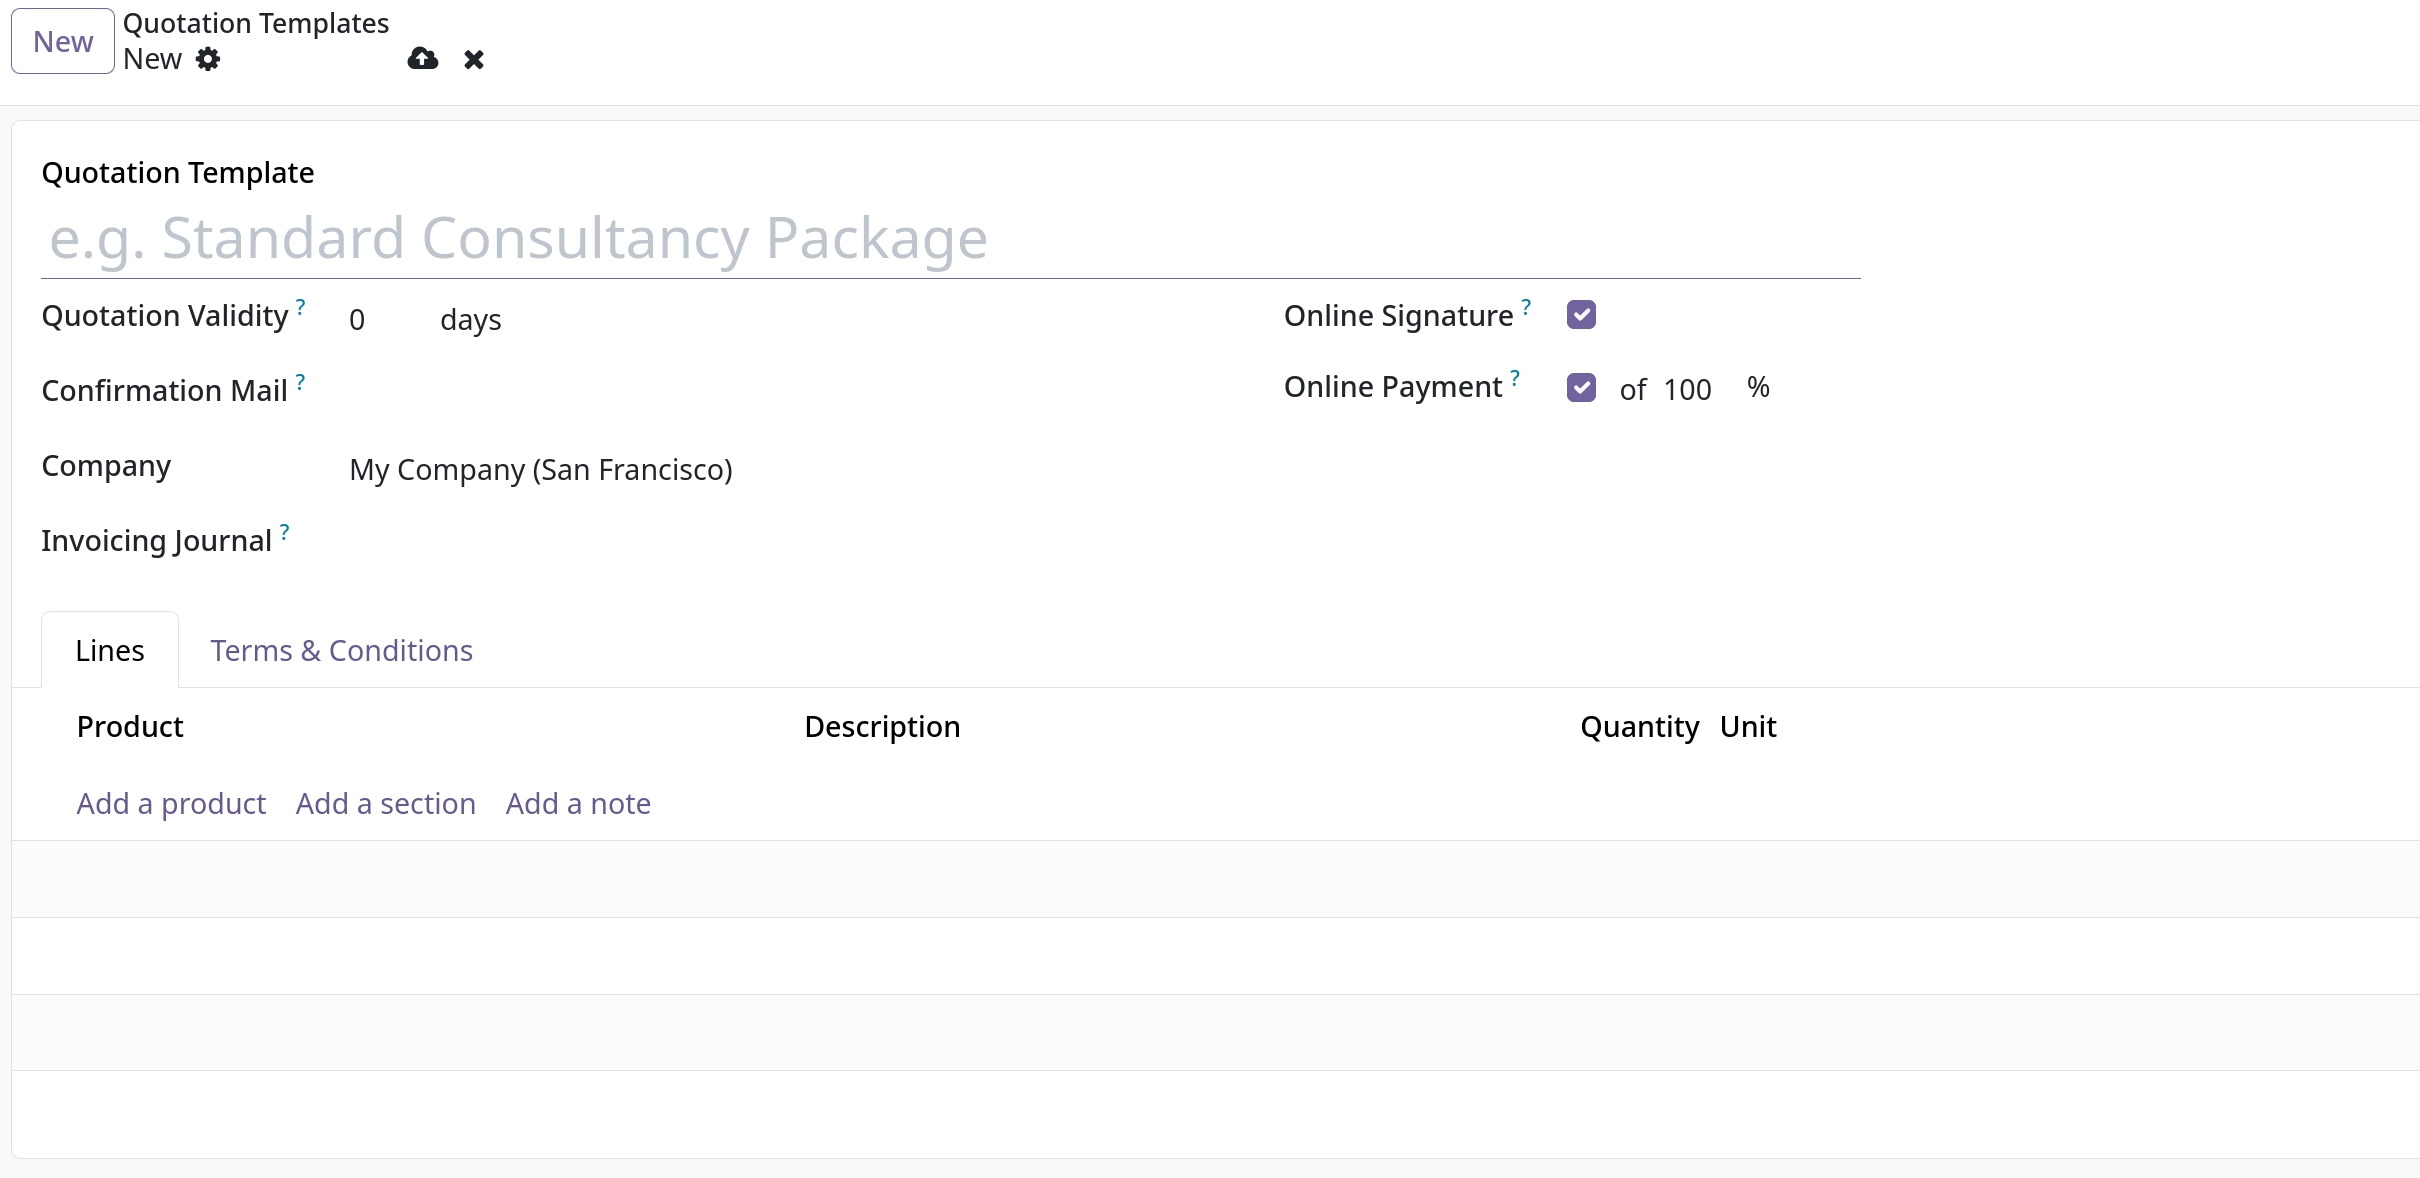 New
Quotation Templates
New
Quotation Template
e.g. Standard Consultancy Package
Quotation Validity ? 0 days
Online Signature ?
Confirmation Mail ?
Online Payment ? of 100 %
Company My Company (San Francisco)
Invoicing Journal ?
Lines Terms & Conditions
Product Description Quantity Unit
Add a product Add a section Add a note